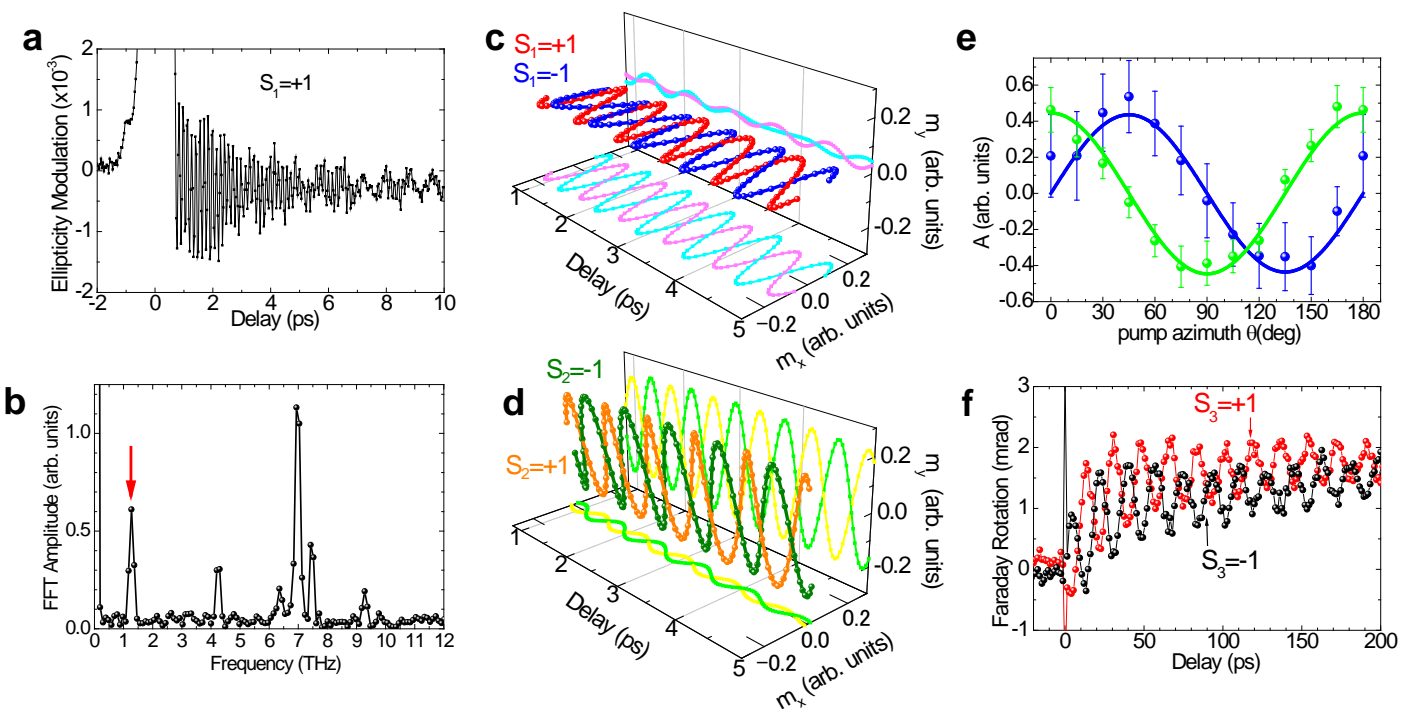 a
Ellipticity Modulation (x10⁻³)
2
1
0
-1
-2
S₁=+1
-2 0 2 4 6 8 10
Delay (ps)
b
FFT Amplitude (arb. units)
1.0
0.5
0.0
0 1 2 3 4 5 6 7 8 9 10 11 12
Frequency (THz)
c
S₁=+1
S₁=-1
0.2
0.0
−0.2
m_y (arb. units)
1 2 3 4 5
Delay (ps)
−0.2 0.0 0.2
m_x (arb. units)
d
S₂=-1
S₂=+1
0.2
0.0
-0.2
m_y (arb. units)
1 2 3 4 5
Delay (ps)
−0.2 0.0 0.2
m_x (arb. units)
e
A (arb. units)
0.6
0.4
0.2
0.0
-0.2
-0.4
-0.6
0 30 60 90 120 150 180
pump azimuth θ(deg)
f
Faraday Rotation (mrad)
3
2
1
0
-1
S₃=+1
S₃=-1
0 50 100 150 200
Delay (ps)